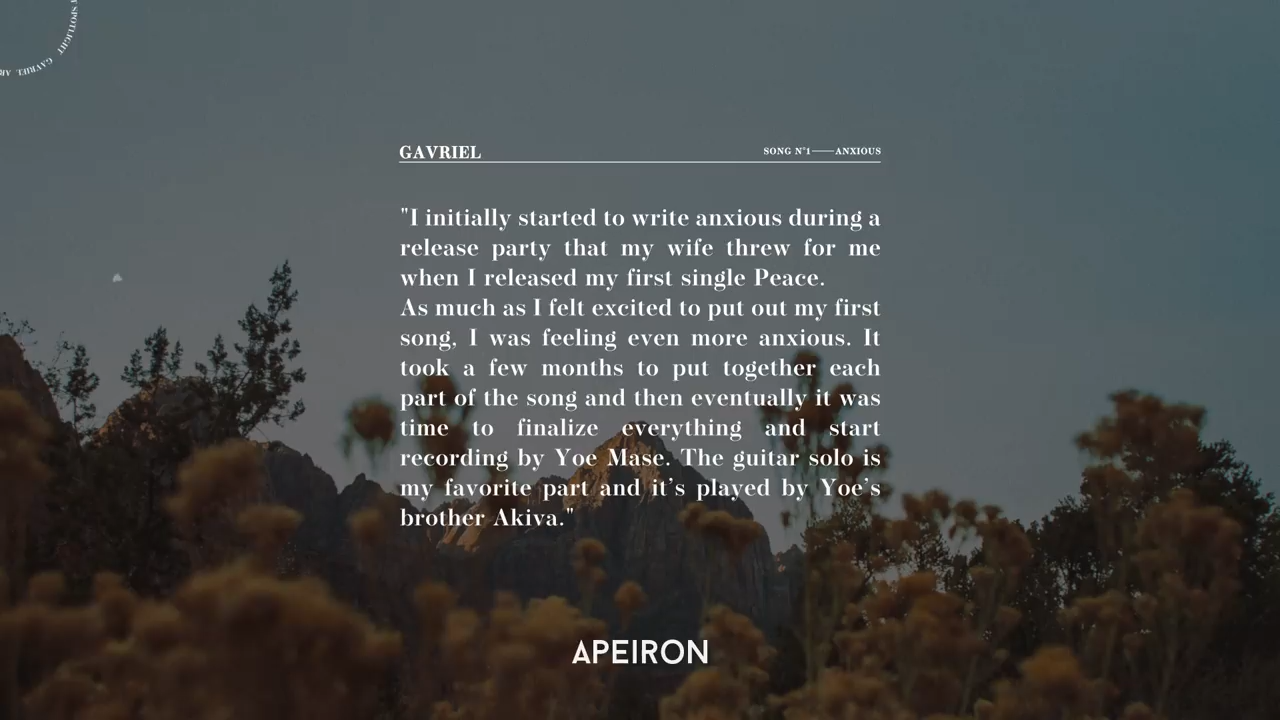 T SPOTLIGHT GAVRIEL AR
GAVRIEL
SONG N°1——ANXIOUS
"I initially started to write anxious during a
release party that my wife threw for me
when I released my first single Peace.
As much as I felt excited to put out my first
song, I was feeling even more anxious. It
took a few months to put together each
part of the song and then eventually it was
time to finalize everything and start
recording by Yoe Mase. The guitar solo is
my favorite part and it’s played by Yoe’s
brother Akiva."
APEIRON